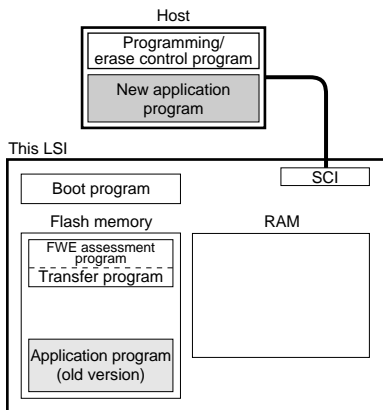 Host
Programming/
erase control program
New application
program
This LSI
SCI
Boot program
Flash memory
RAM
FWE assessment
program
Transfer program
Application program
(old version)